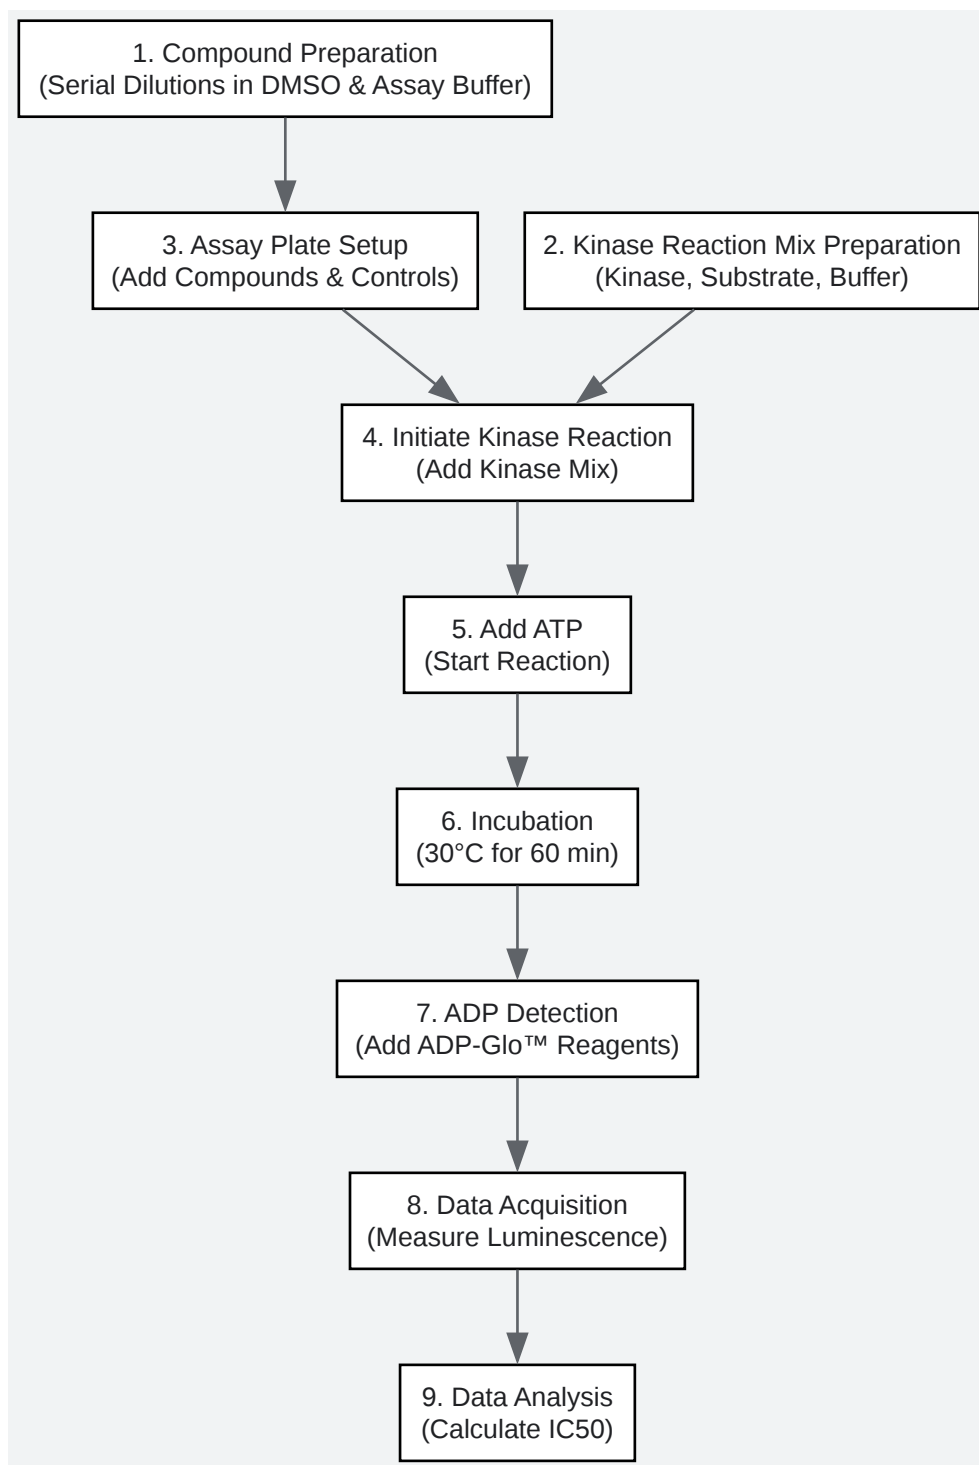 1. Compound Preparation
(Serial Dilutions in DMSO & Assay Buffer)
3. Assay Plate Setup
(Add Compounds & Controls)
2. Kinase Reaction Mix Preparation
(Kinase, Substrate, Buffer)
4. Initiate Kinase Reaction
(Add Kinase Mix)
5. Add ATP
(Start Reaction)
6. Incubation
(30°C for 60 min)
7. ADP Detection
(Add ADP-Glo™ Reagents)
8. Data Acquisition
(Measure Luminescence)
9. Data Analysis
(Calculate IC50)